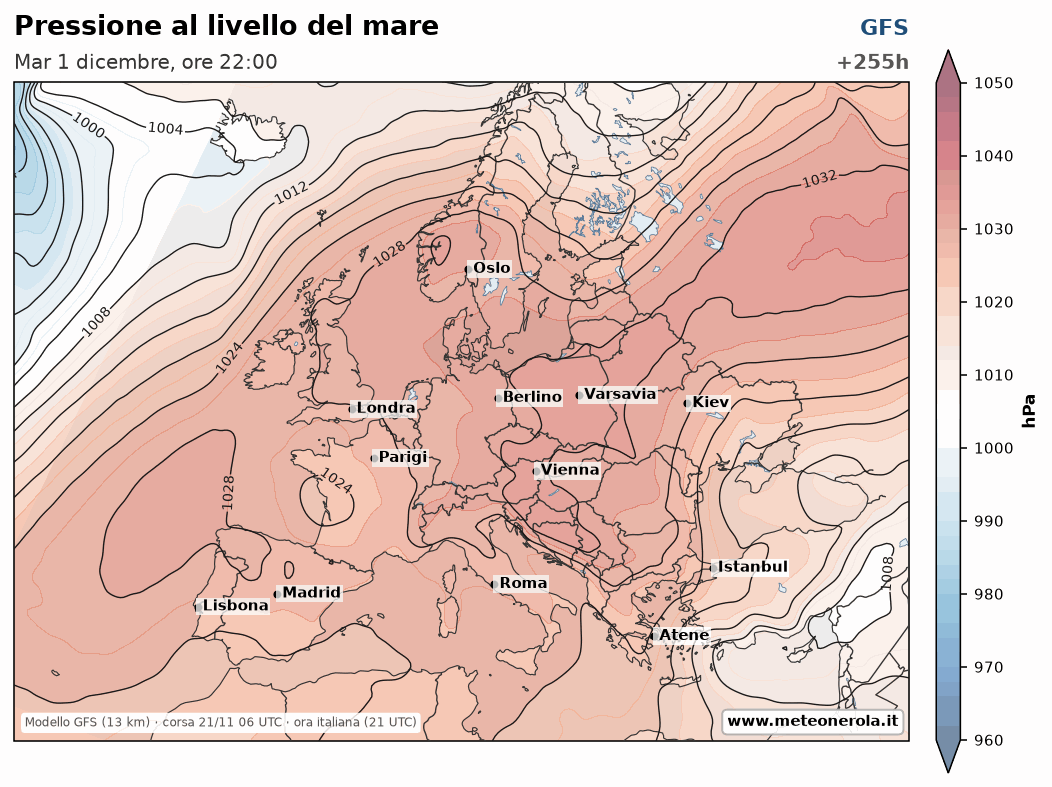 Pressione al livello del mare
GFS
Mar 1 dicembre, ore 22:00
+255h
1050
1040
1030
1020
1010
1000
990
980
970
960
hPa
1000
1004
1012
1032
1028
1008
1024
1028
1024
1008
Oslo
Londra
Berlino
Varsavia
Kiev
Parigi
Vienna
Istanbul
Roma
Madrid
Lisbona
Atene
Modello GFS (13 km) · corsa 21/11 06 UTC · ora italiana (21 UTC)
www.meteonerola.it